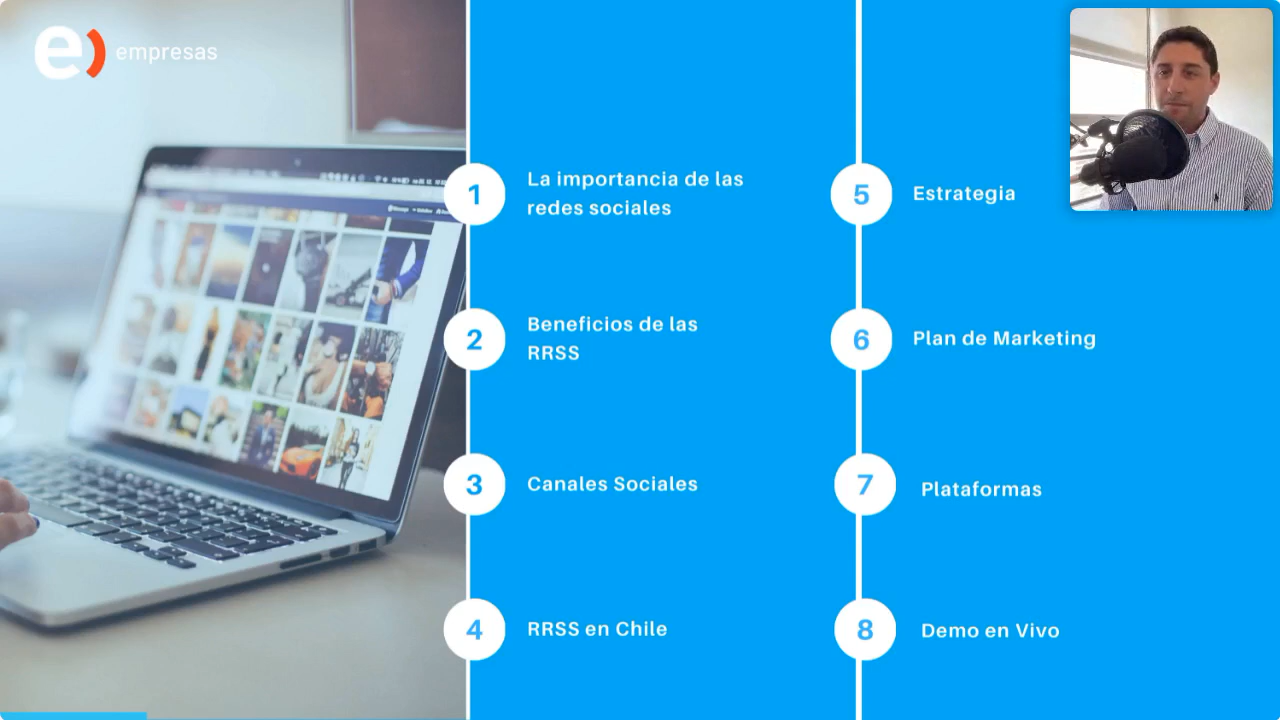 e) empresas
1
La importancia de las
redes sociales
2
Beneficios de las
RRSS
3
Canales Sociales
4
RRSS en Chile
5
Estrategia
6
Plan de Marketing
7
Plataformas
8
Demo en Vivo